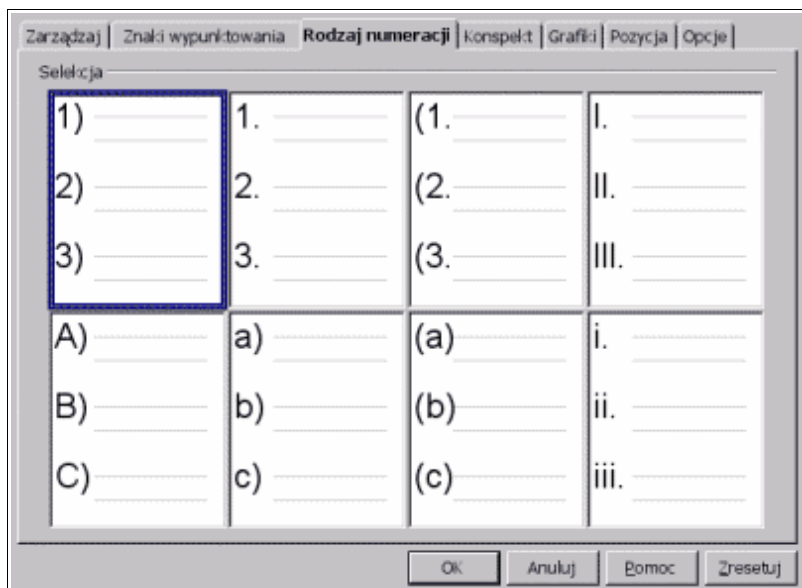 Zarządzaj Znaki wypunktowania Rodzaj numeracji Konspekt Grafiki Pozycja Opcje
Selekcja
1) 1. (1. I.
2) 2. (2. II.
3) 3. (3. III.
A) a) (a) i.
B) b) (b) ii.
C) c) (c) iii.
OK Anuluj Pomoc Zresetuj